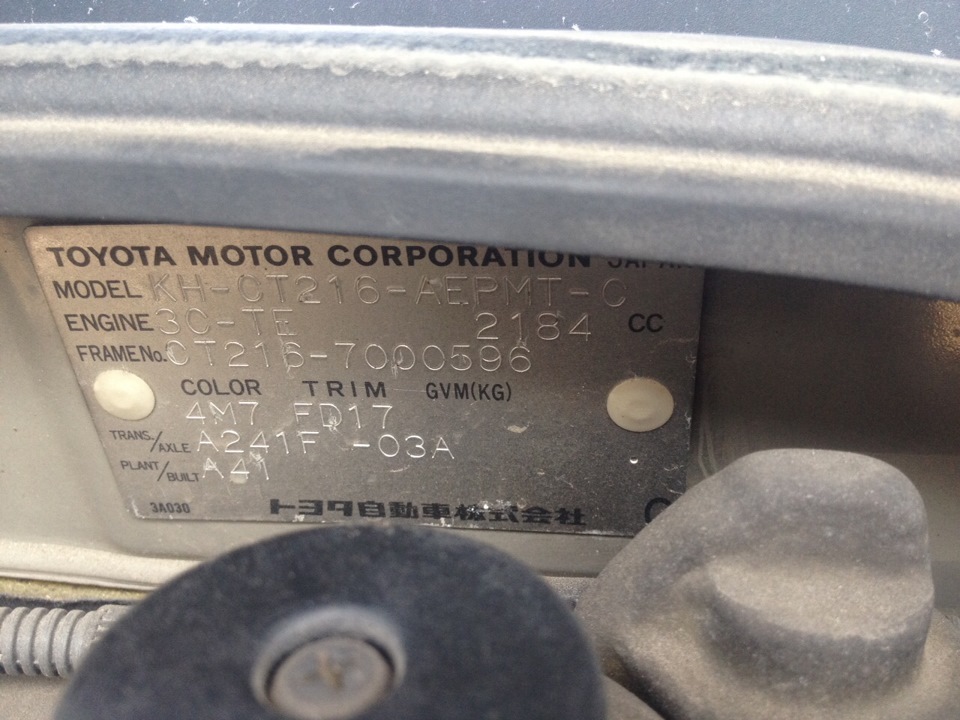 TOYOTA MOTOR CORPORATION JAPAN
MODEL KH-CT216-AEPMT-C
ENGINE 3C-TE 2184 CC
FRAME No. CT216-7000596
COLOR TRIM GVM(KG)
4M7 FD17
TRANS./AXLE A241F -03A
PLANT/BUILT A41
3A030 トヨタ自動車株式会社